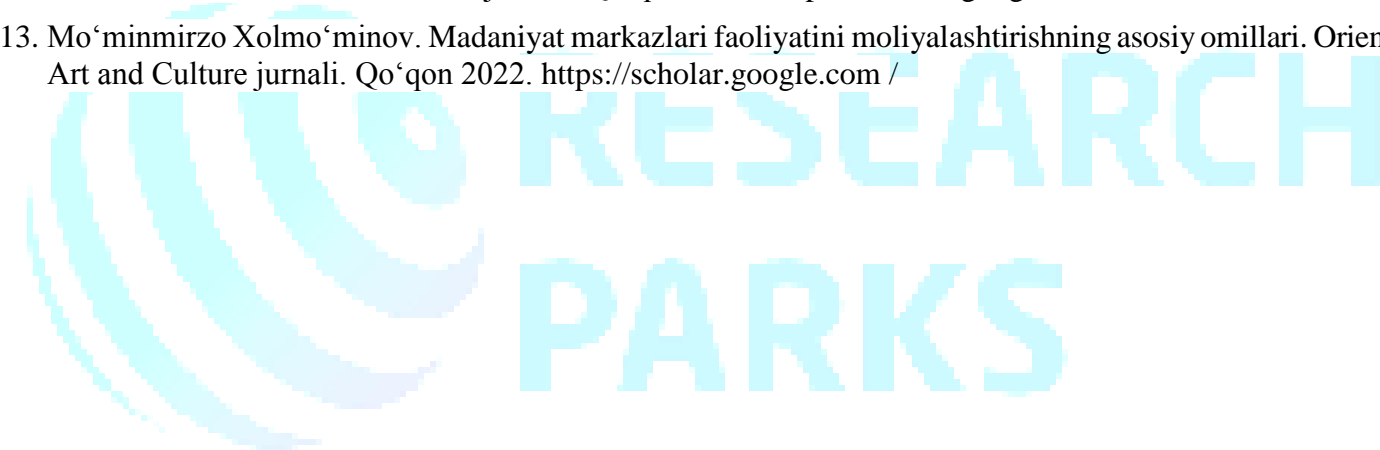 13. Mo‘minmirzo Xolmo‘minov. Madaniyat markazlari faoliyatini moliyalashtirishning asosiy omillari. Orien
Art and Culture jurnali. Qo‘qon 2022. https://scholar.google.com /
RESEARCH
PARKS